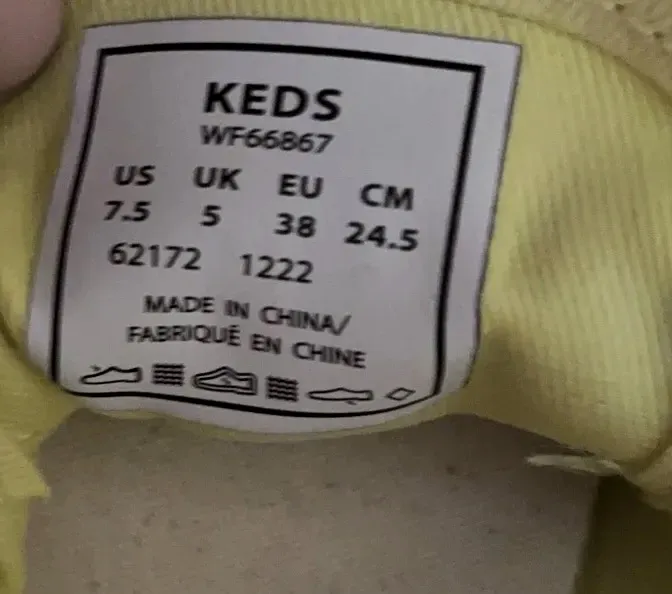 KEDS
WF66867
US UK EU CM
7.5 5 38 24.5
62172 1222
MADE IN CHINA/
FABRIQUÉ EN CHINE